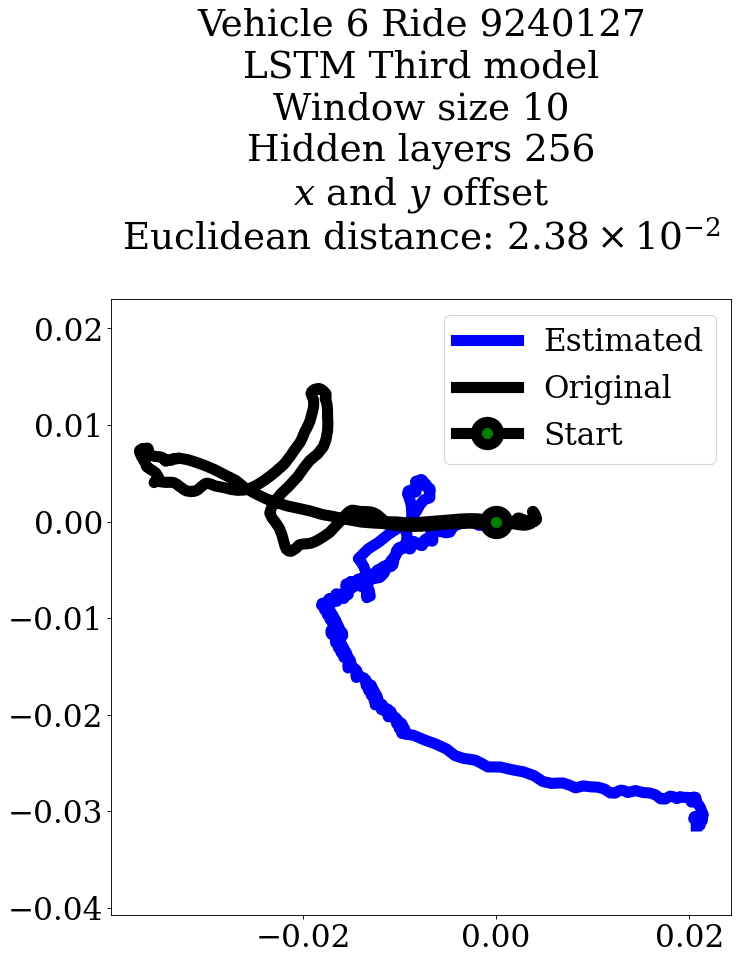 Vehicle 6 Ride 9240127
LSTM Third model
Window size 10
Hidden layers 256
x and y offset
Euclidean distance: 2.38 × 10⁻²
Estimated
Original
Start
0.02
0.01
0.00
−0.01
−0.02
−0.03
−0.04
−0.02
0.00
0.02